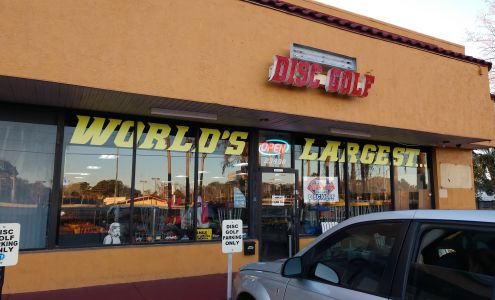 DISC GOLF
WORLD'S LARGEST...
OPEN
DISC
GOLF
PARKING
ONLY
DISC
GOLF
PARKING
ONLY